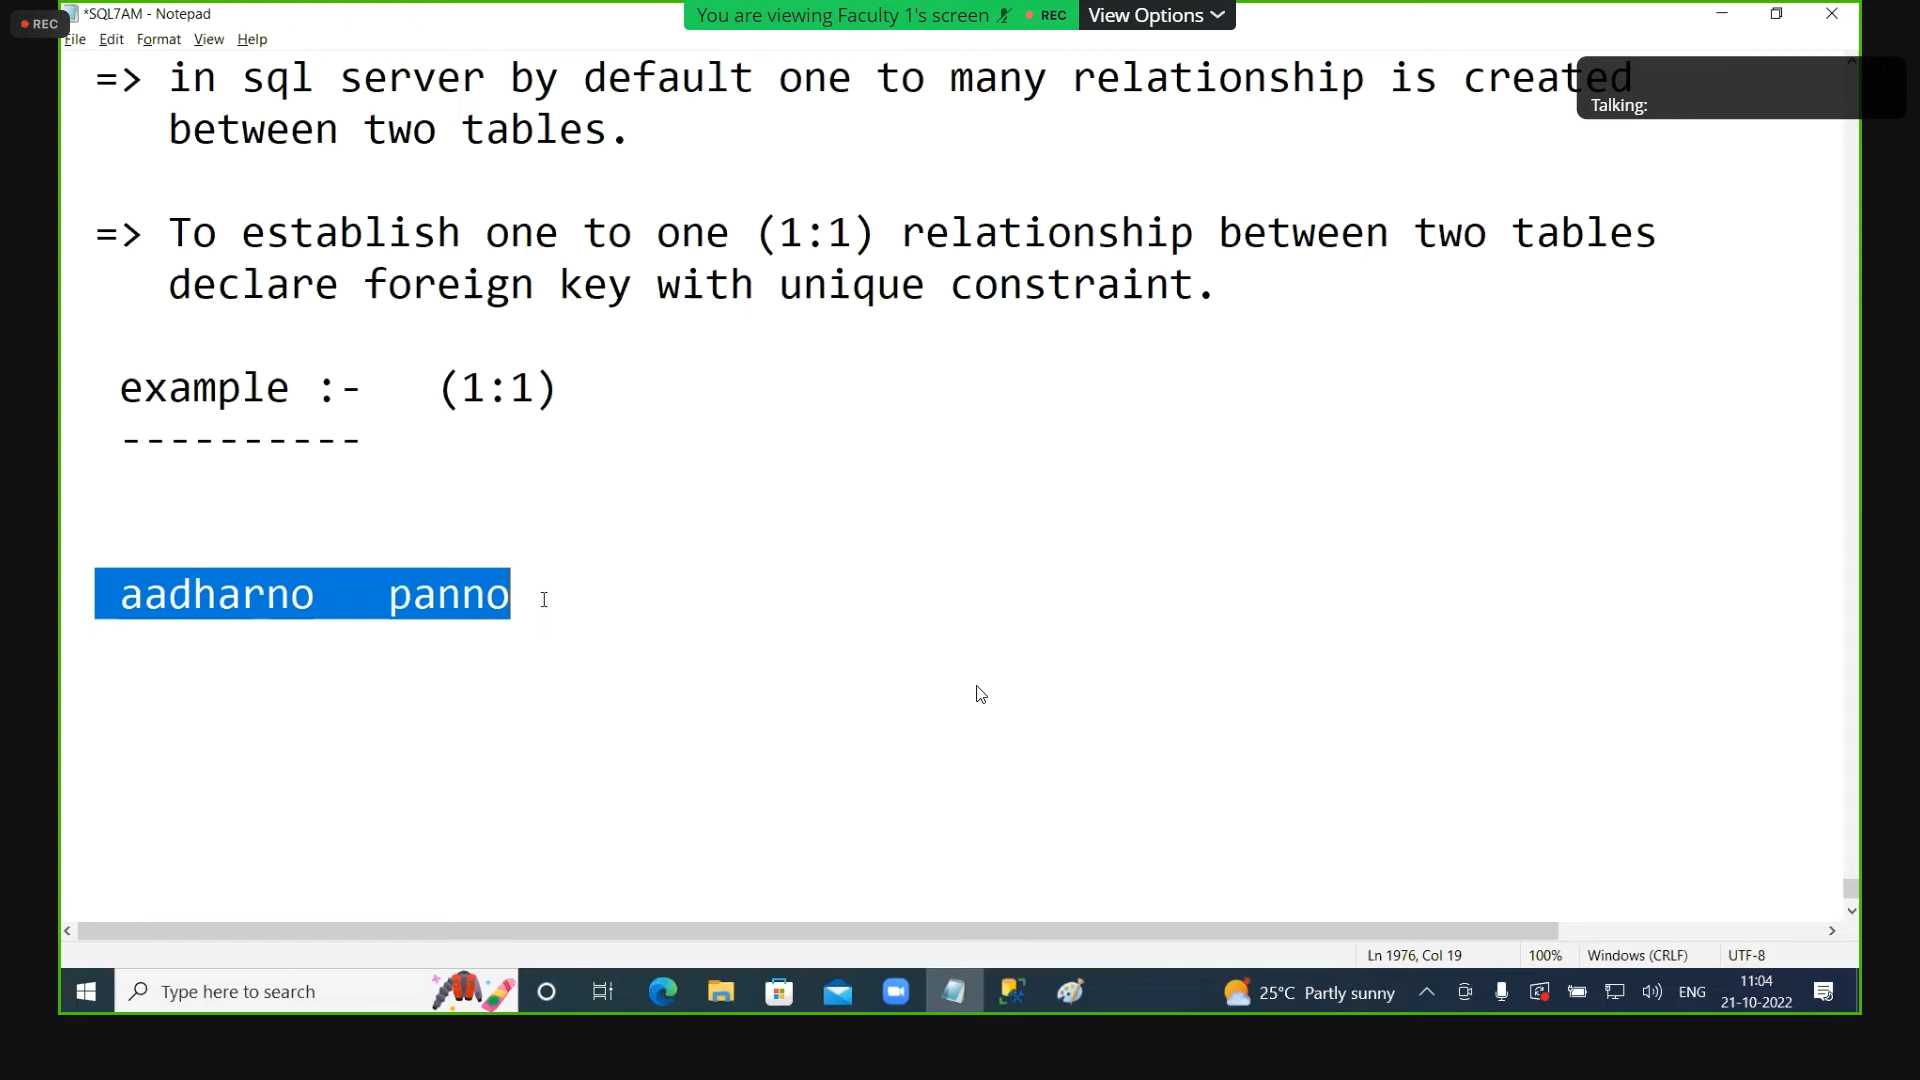 REC
*SQL7AM - Notepad
You are viewing Faculty 1's screen REC View Options
File Edit Format View Help
=> in sql server by default one to many relationship is created
between two tables.
Talking:
=> To establish one to one (1:1) relationship between two tables
declare foreign key with unique constraint.
example :- (1:1)
----------
aadharno panno
Ln 1976, Col 19 100% Windows (CRLF) UTF-8
Type here to search 25°C Partly sunny ENG 11:04
21-10-2022